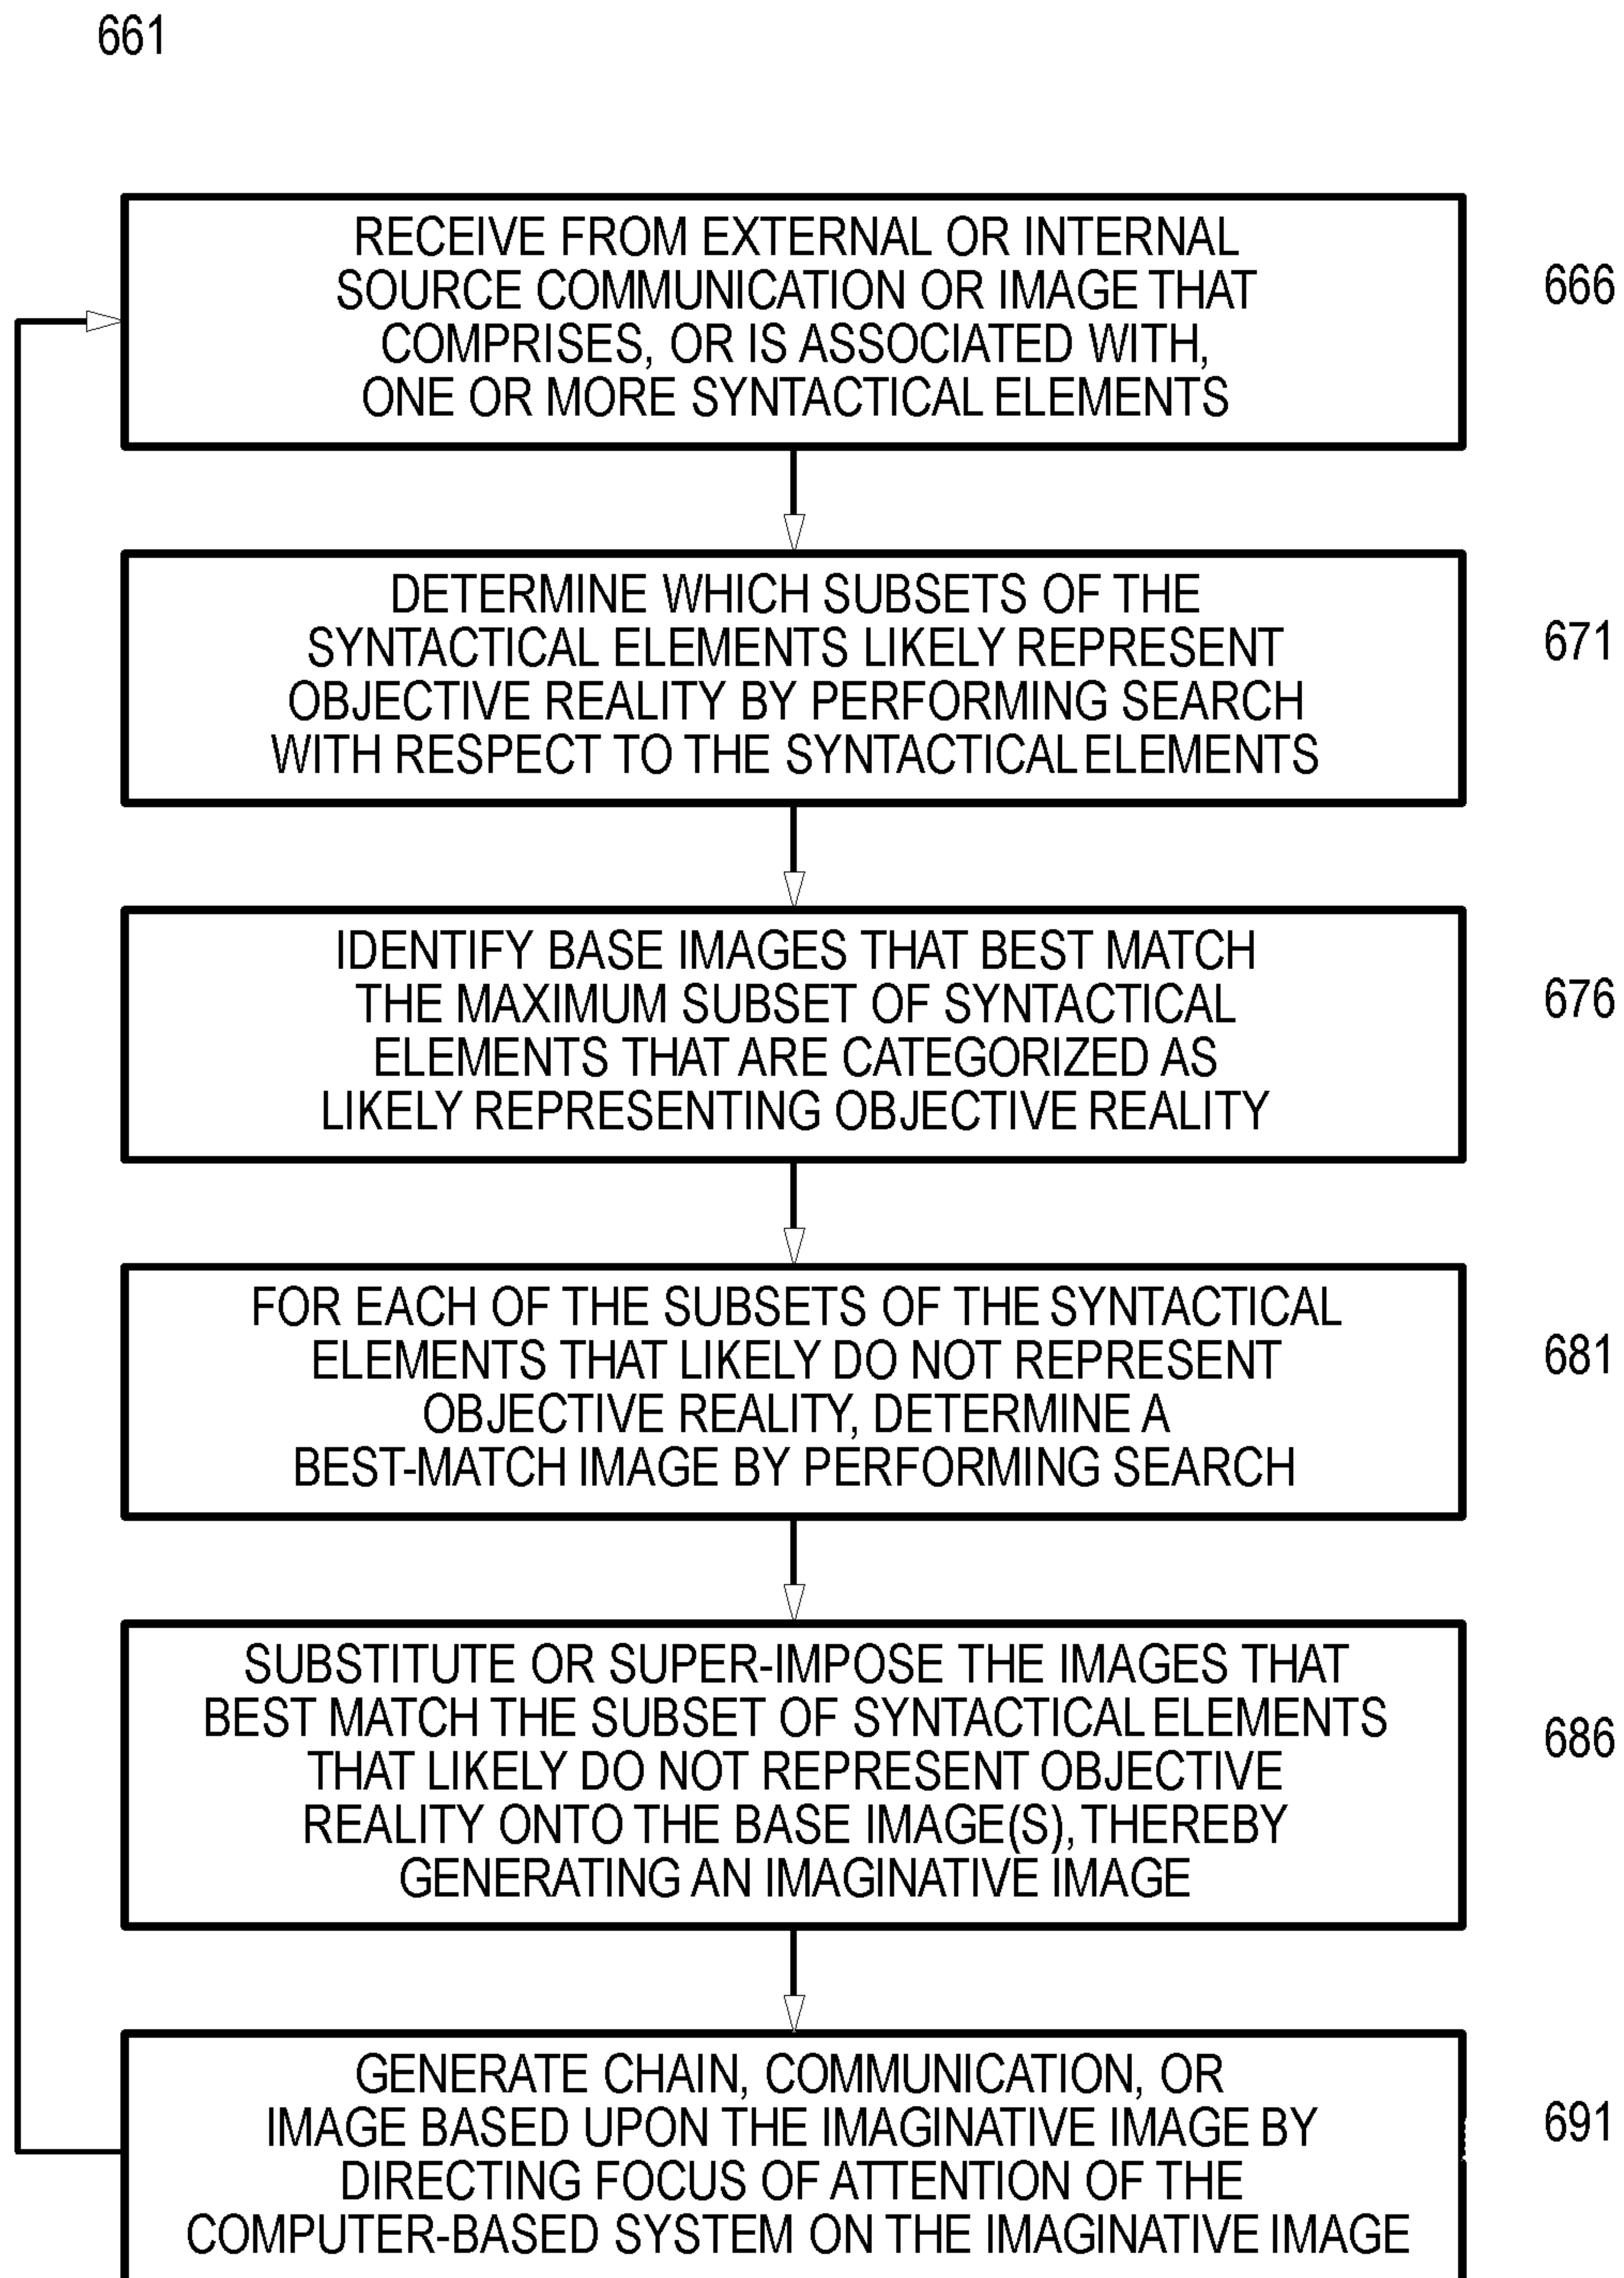 661
RECEIVE FROM EXTERNAL OR INTERNAL
SOURCE COMMUNICATION OR IMAGE THAT
COMPRISES, OR IS ASSOCIATED WITH,
ONE OR MORE SYNTACTICAL ELEMENTS
666
DETERMINE WHICH SUBSETS OF THE
SYNTACTICAL ELEMENTS LIKELY REPRESENT
OBJECTIVE REALITY BY PERFORMING SEARCH
WITH RESPECT TO THE SYNTACTICAL ELEMENTS
671
IDENTIFY BASE IMAGES THAT BEST MATCH
THE MAXIMUM SUBSET OF SYNTACTICAL
ELEMENTS THAT ARE CATEGORIZED AS
LIKELY REPRESENTING OBJECTIVE REALITY
676
FOR EACH OF THE SUBSETS OF THE SYNTACTICAL
ELEMENTS THAT LIKELY DO NOT REPRESENT
OBJECTIVE REALITY, DETERMINE A
BEST-MATCH IMAGE BY PERFORMING SEARCH
681
SUBSTITUTE OR SUPER-IMPOSE THE IMAGES THAT
BEST MATCH THE SUBSET OF SYNTACTICAL ELEMENTS
THAT LIKELY DO NOT REPRESENT OBJECTIVE
REALITY ONTO THE BASE IMAGE(S), THEREBY
GENERATING AN IMAGINATIVE IMAGE
686
GENERATE CHAIN, COMMUNICATION, OR
IMAGE BASED UPON THE IMAGINATIVE IMAGE BY
DIRECTING FOCUS OF ATTENTION OF THE
COMPUTER-BASED SYSTEM ON THE IMAGINATIVE IMAGE
691